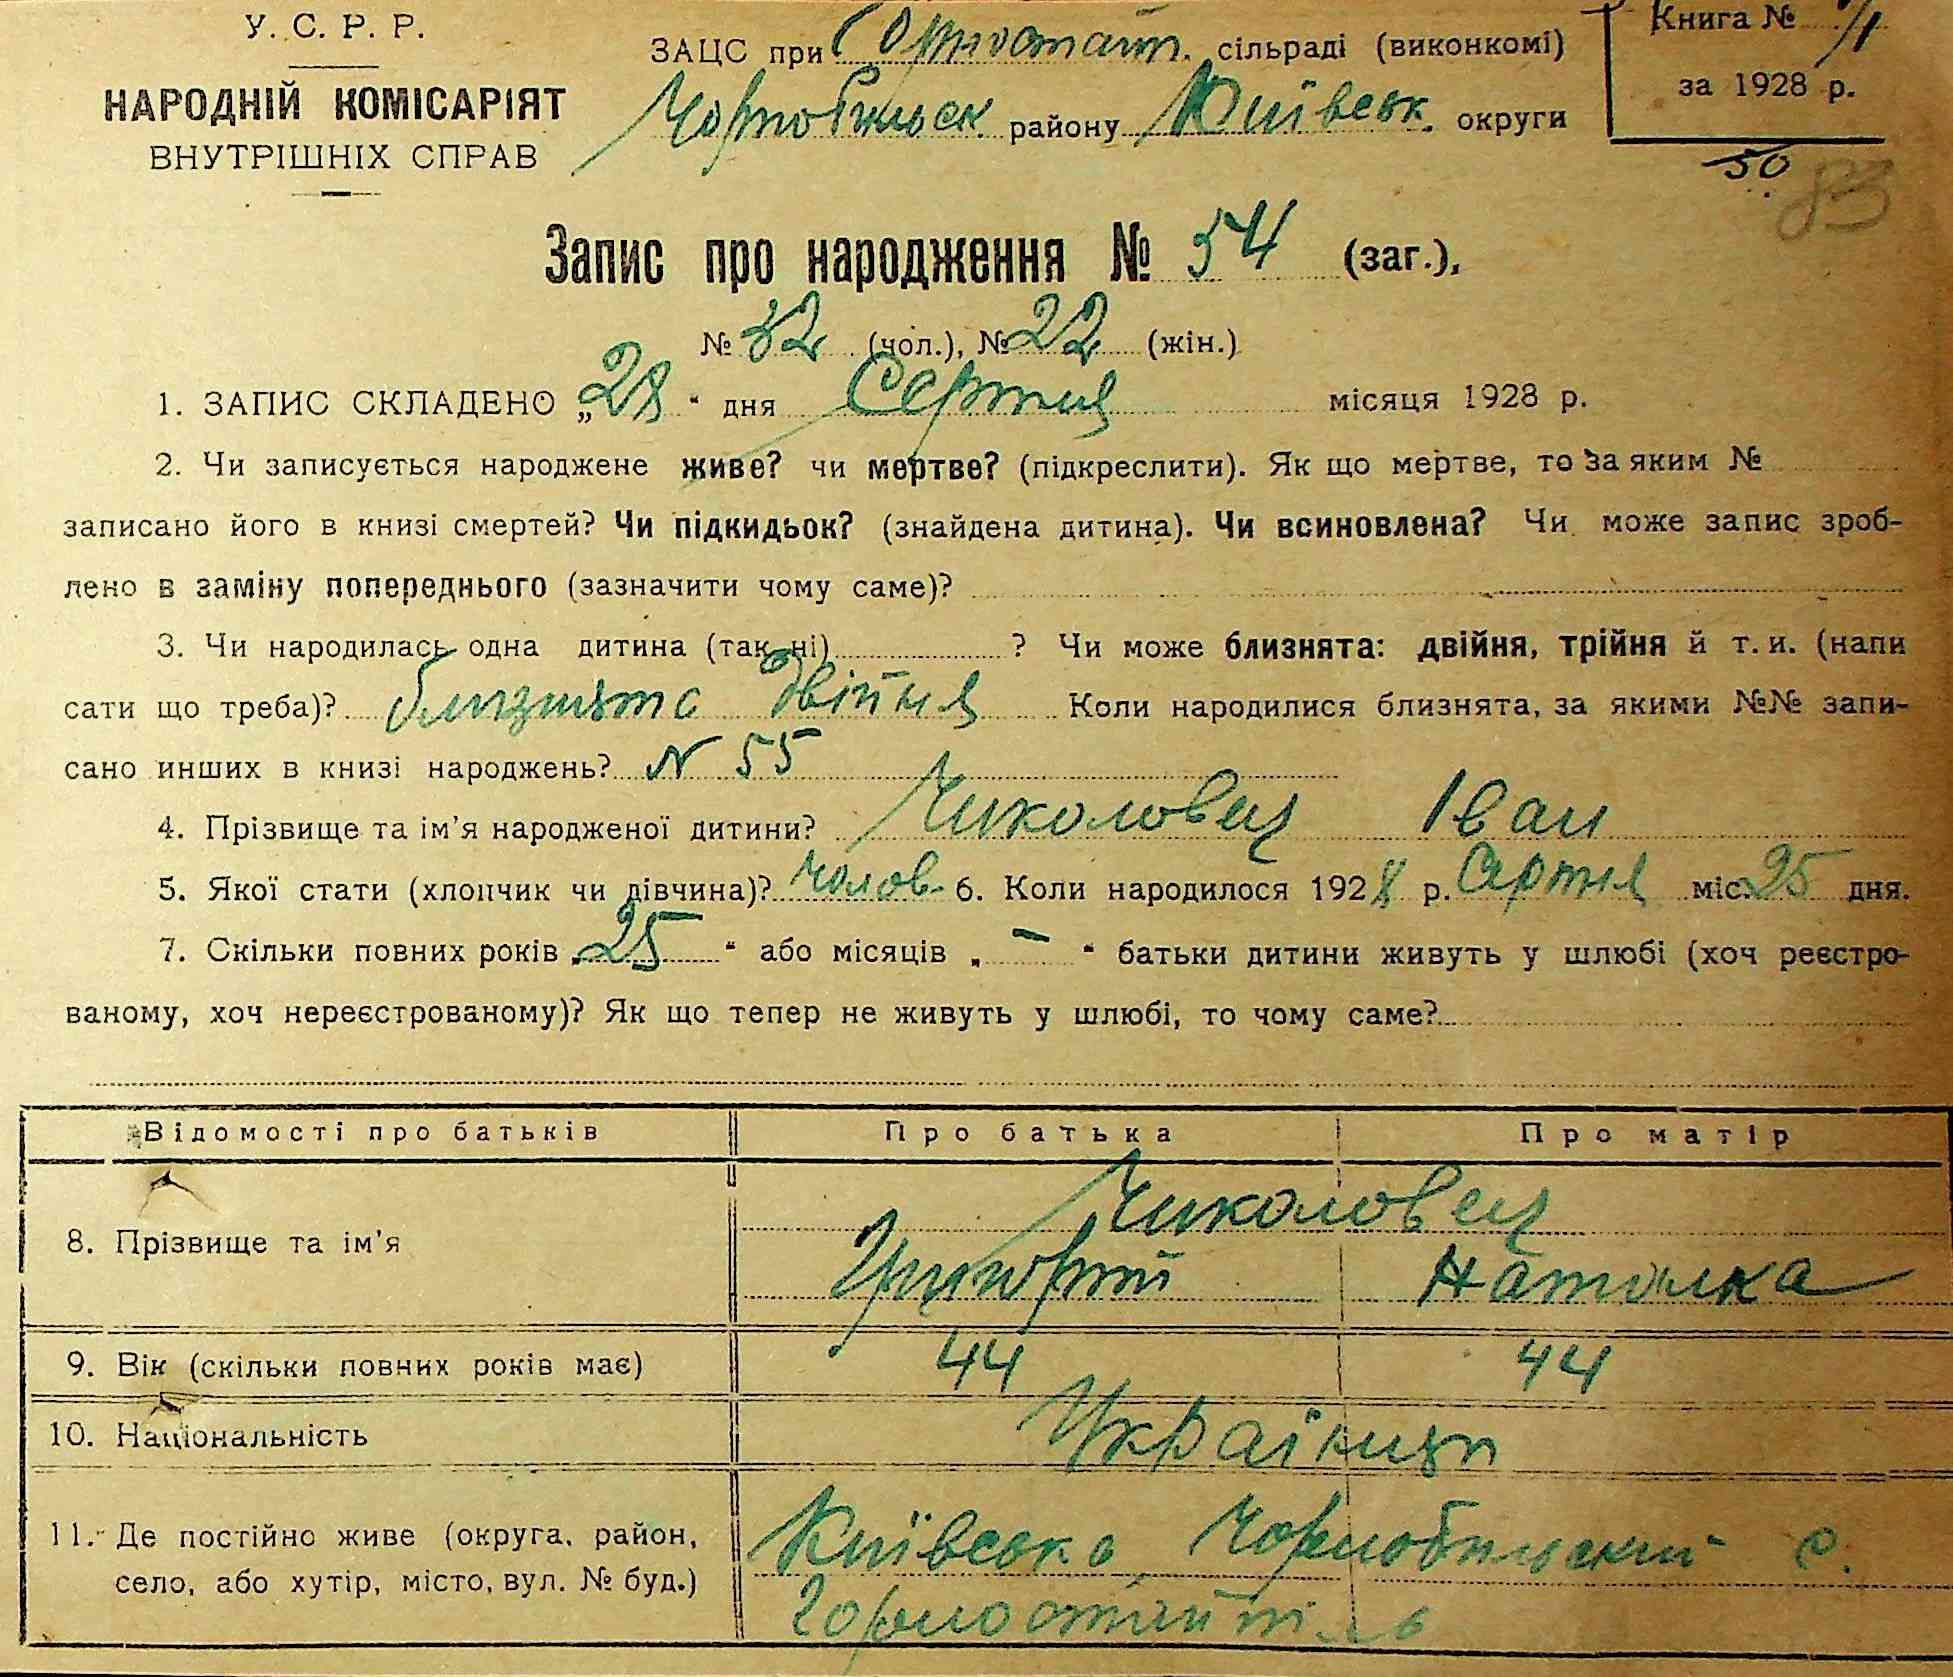 У.С.Р.Р.
НАРОДНІЙ КОМІСАРІЯТ
ВНУТРІШНІХ СПРАВ
ЗАЦС при Горностайп. сільраді (виконкомі)
Чорнобильськ району Київськ. округи
Книга №
за 1928 р.
50
83
Запис про народження № 54 (заг.),
№ 32 (чол.), № 22 (жін.)
1. ЗАПИС СКЛАДЕНО „28“ дня Серпня місяця 1928 р.
2. Чи записується народжене живе? чи мертве? (підкреслити). Як що мертве, то за яким №
записано його в книзі смертей? Чи підкидьок? (знайдена дитина). Чи всиновлена? Чи може запис зроб-
лено в заміну попереднього (зазначити чому саме)?
3. Чи народилась одна дитина (так, ні) ? Чи може близнята: двійня, трійня й т. и. (напи
сати що треба)? близнята Двійня Коли народилися близнята, за якими №№ запи-
сано инших в книзі народжень? N 55
4. Прізвище та ім'я народженої дитини? Чиколовец Іван
5. Якої стати (хлопчик чи дівчина)? Чолов. 6. Коли народилося 1928 р. Серпня міс. 25 дня.
7. Скільки повних років „25“ або місяців „—“ батьки дитини живуть у шлюбі (хоч реєстро-
ваному, хоч нереєстрованому)? Як що тепер не живуть у шлюбі, то чому саме?
Відомості про батьків Про батька Про матір
8. Прізвище та ім'я Чиколовец
Григорій Наталка
9. Вік (скільки повних років має) 44 44
10. Національність Українци
11. Де постійно живе (округа, район, Київська Чорнобильский с.
село, або хутір, місто, вул. № буд.) Горностайпіль